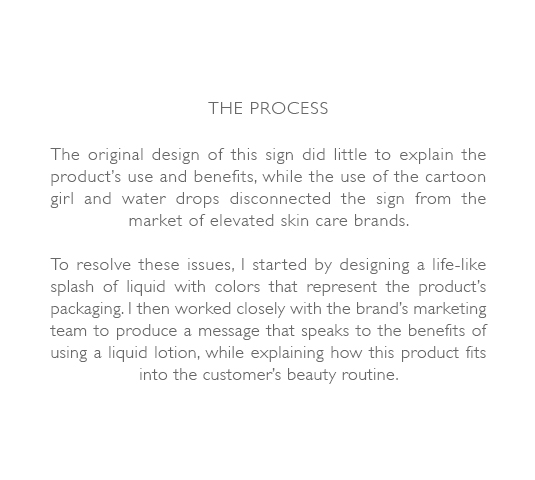 THE PROCESS
The original design of this sign did little to explain the
product's use and benefits, while the use of the cartoon
girl and water drops disconnected the sign from the
market of elevated skin care brands.
To resolve these issues, I started by designing a life-like
splash of liquid with colors that represent the product's
packaging. I then worked closely with the brand's marketing
team to produce a message that speaks to the benefits of
using a liquid lotion, while explaining how this product fits
into the customer's beauty routine.